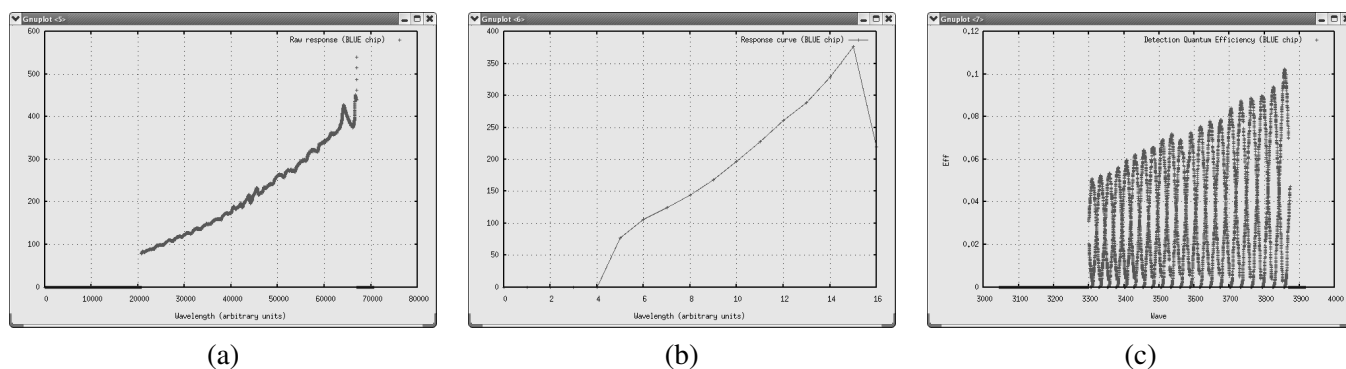 Gnuplot <5>
Raw response (BLUE chip)
600
500
400
300
200
100
0
0 10000 20000 30000 40000 50000 60000 70000 80000
Wavelength (arbitrary units)
(a)
Gnuplot <6>
Response curve (BLUE chip)
400
350
300
250
200
150
100
50
0
0 2 4 6 8 10 12 14 16
Wavelength (arbitrary units)
(b)
Gnuplot <7>
Detection Quantum Efficiency (BLUE chip)
0.12
0.1
0.08
0.06
0.04
0.02
0
Eff
3000 3100 3200 3300 3400 3500 3600 3700 3800 3900 4000
Wave
(c)